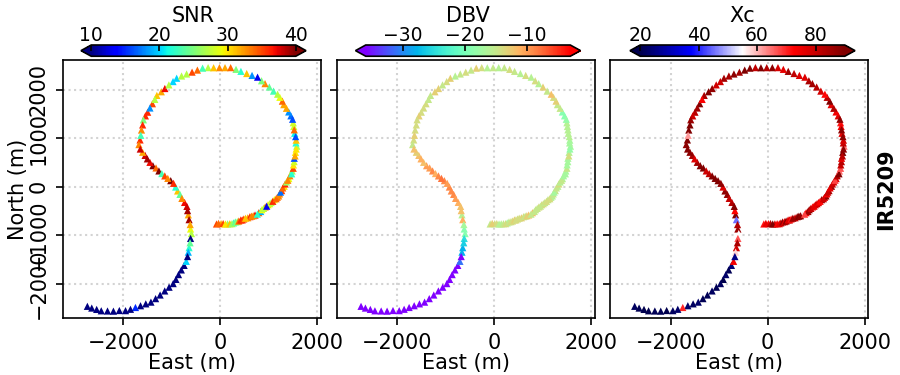 SNR DBV Xc
10 20 30 40 −30 −20 −10 20 40 60 80
North (m)
2000
1000
0
−1000
−2000
IR5209
−2000 0 2000 −2000 0 2000 −2000 0 2000
East (m) East (m) East (m)